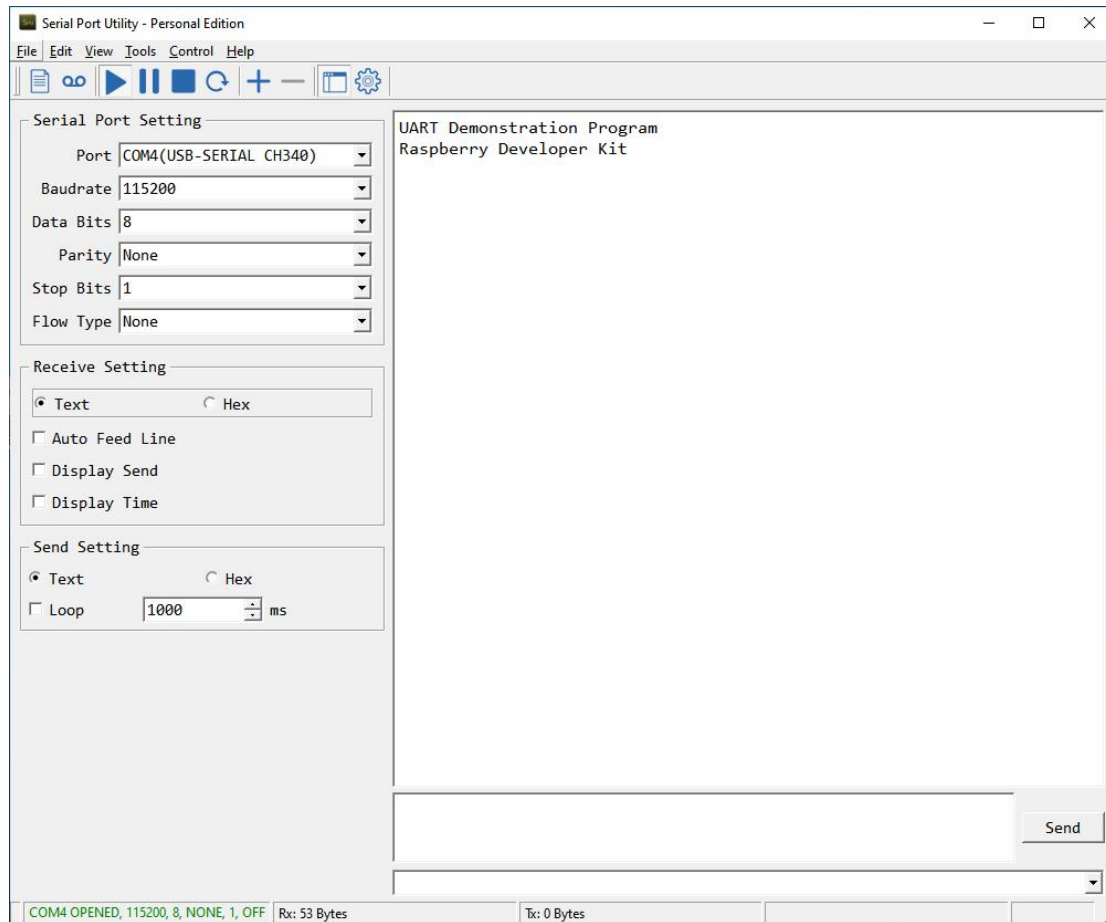 Serial Port Utility - Personal Edition
File Edit View Tools Control Help
Serial Port Setting
Port COM4(USB-SERIAL CH340)
Baudrate 115200
Data Bits 8
Parity None
Stop Bits 1
Flow Type None
Receive Setting
Text Hex
Auto Feed Line
Display Send
Display Time
Send Setting
Text Hex
Loop 1000 ms
UART Demonstration Program
Raspberry Developer Kit
Send
COM4 OPENED, 115200, 8, NONE, 1, OFF Rx: 53 Bytes Tx: 0 Bytes